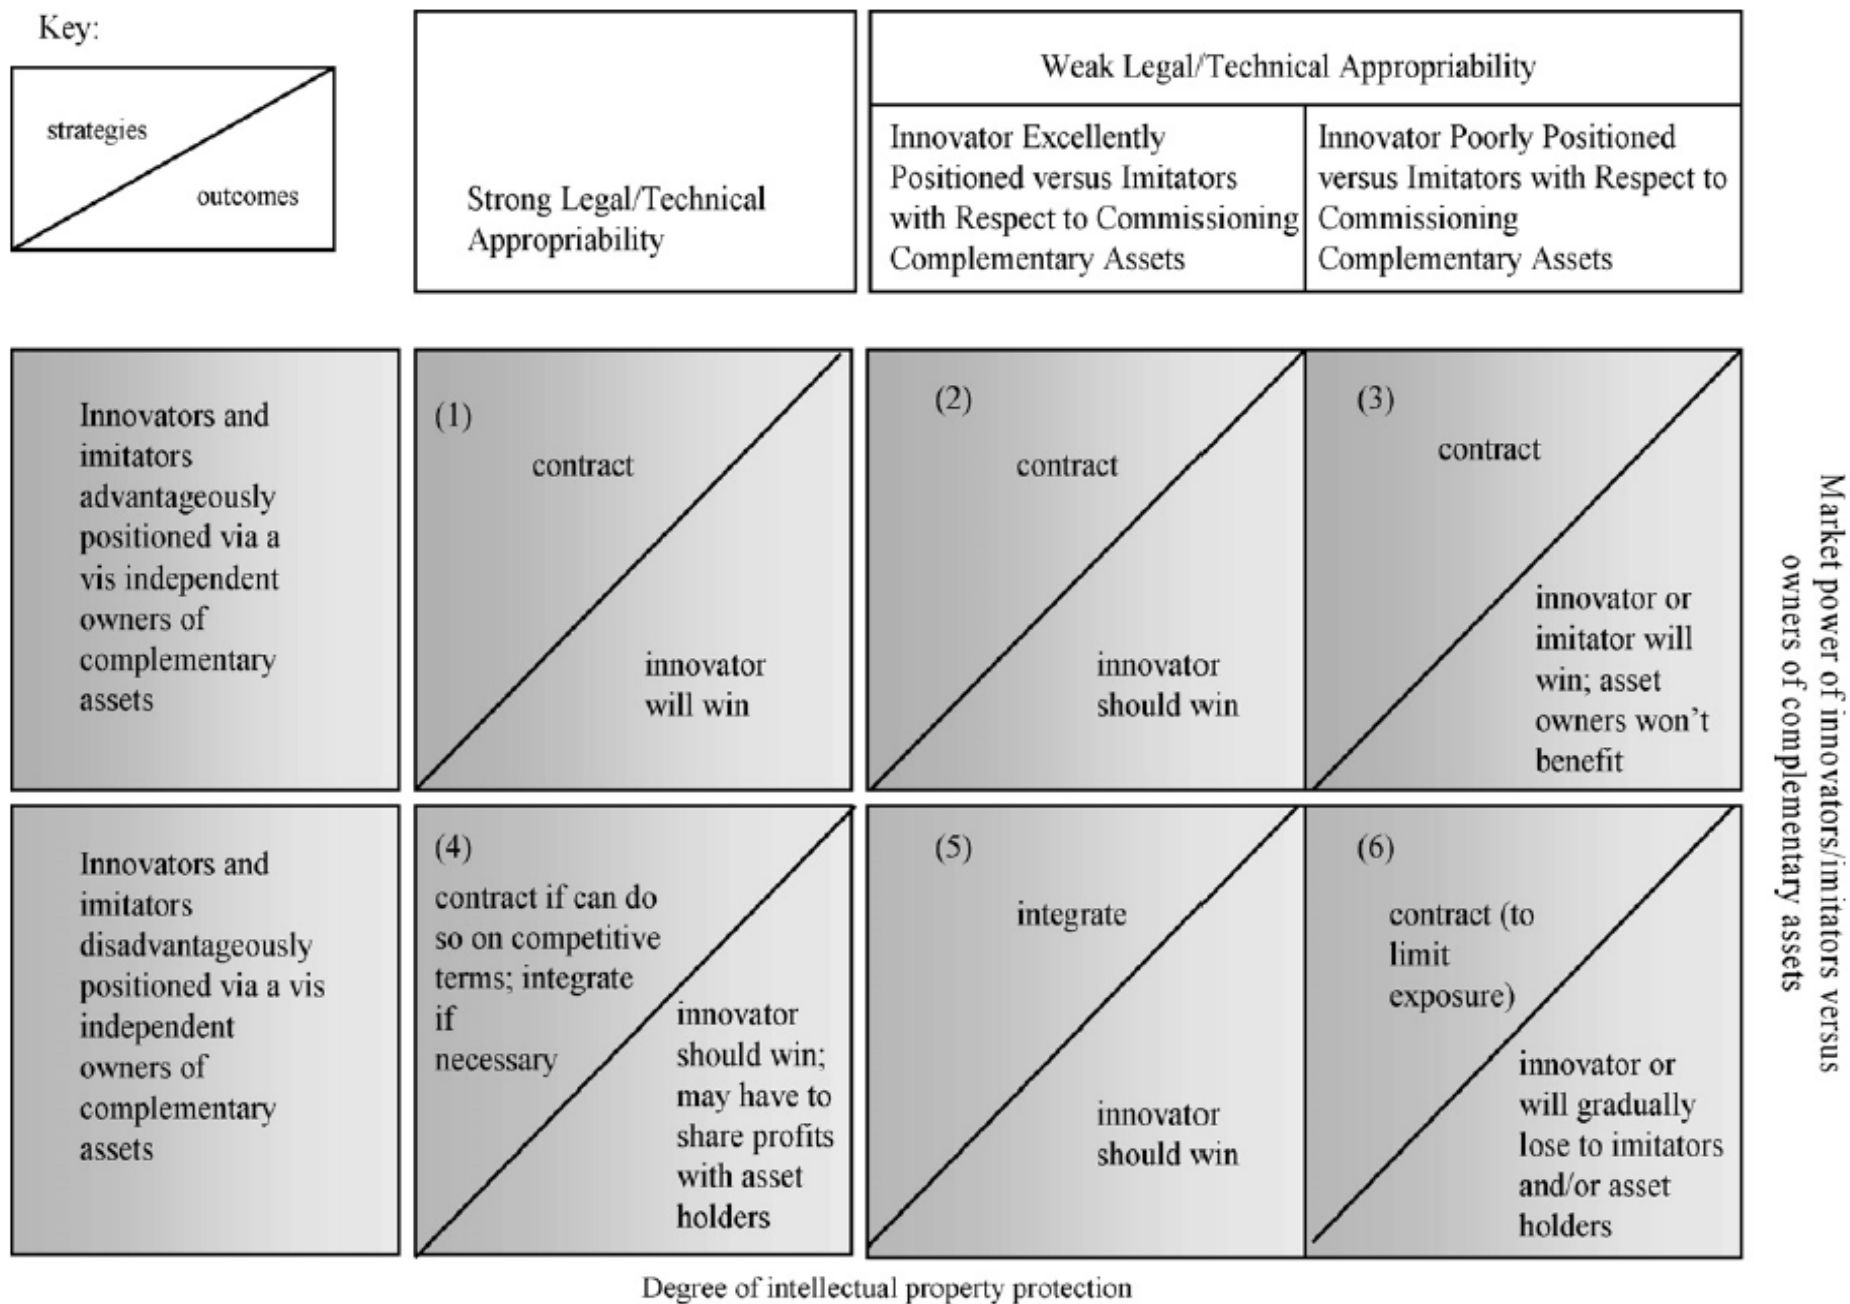 Key:
strategies
outcomes
Strong Legal/Technical
Appropriability
Weak Legal/Technical Appropriability
Innovator Excellently
Positioned versus Imitators
with Respect to Commissioning
Complementary Assets
Innovator Poorly Positioned
versus Imitators with Respect to
Commissioning
Complementary Assets
Innovators and
imitators
advantageously
positioned via a
vis independent
owners of
complementary
assets
(1)
contract
innovator
will win
(2)
contract
innovator
should win
(3)
contract
innovator or
imitator will
win; asset
owners won't
benefit
Innovators and
imitators
disadvantageously
positioned via a vis
independent
owners of
complementary
assets
(4)
contract if can do
so on competitive
terms; integrate
if
necessary
innovator
should win;
may have to
share profits
with asset
holders
(5)
integrate
innovator
should win
(6)
contract (to
limit
exposure)
innovator or
will gradually
lose to imitators
and/or asset
holders
Market power of innovators/imitators versus
owners of complementary assets
Degree of intellectual property protection